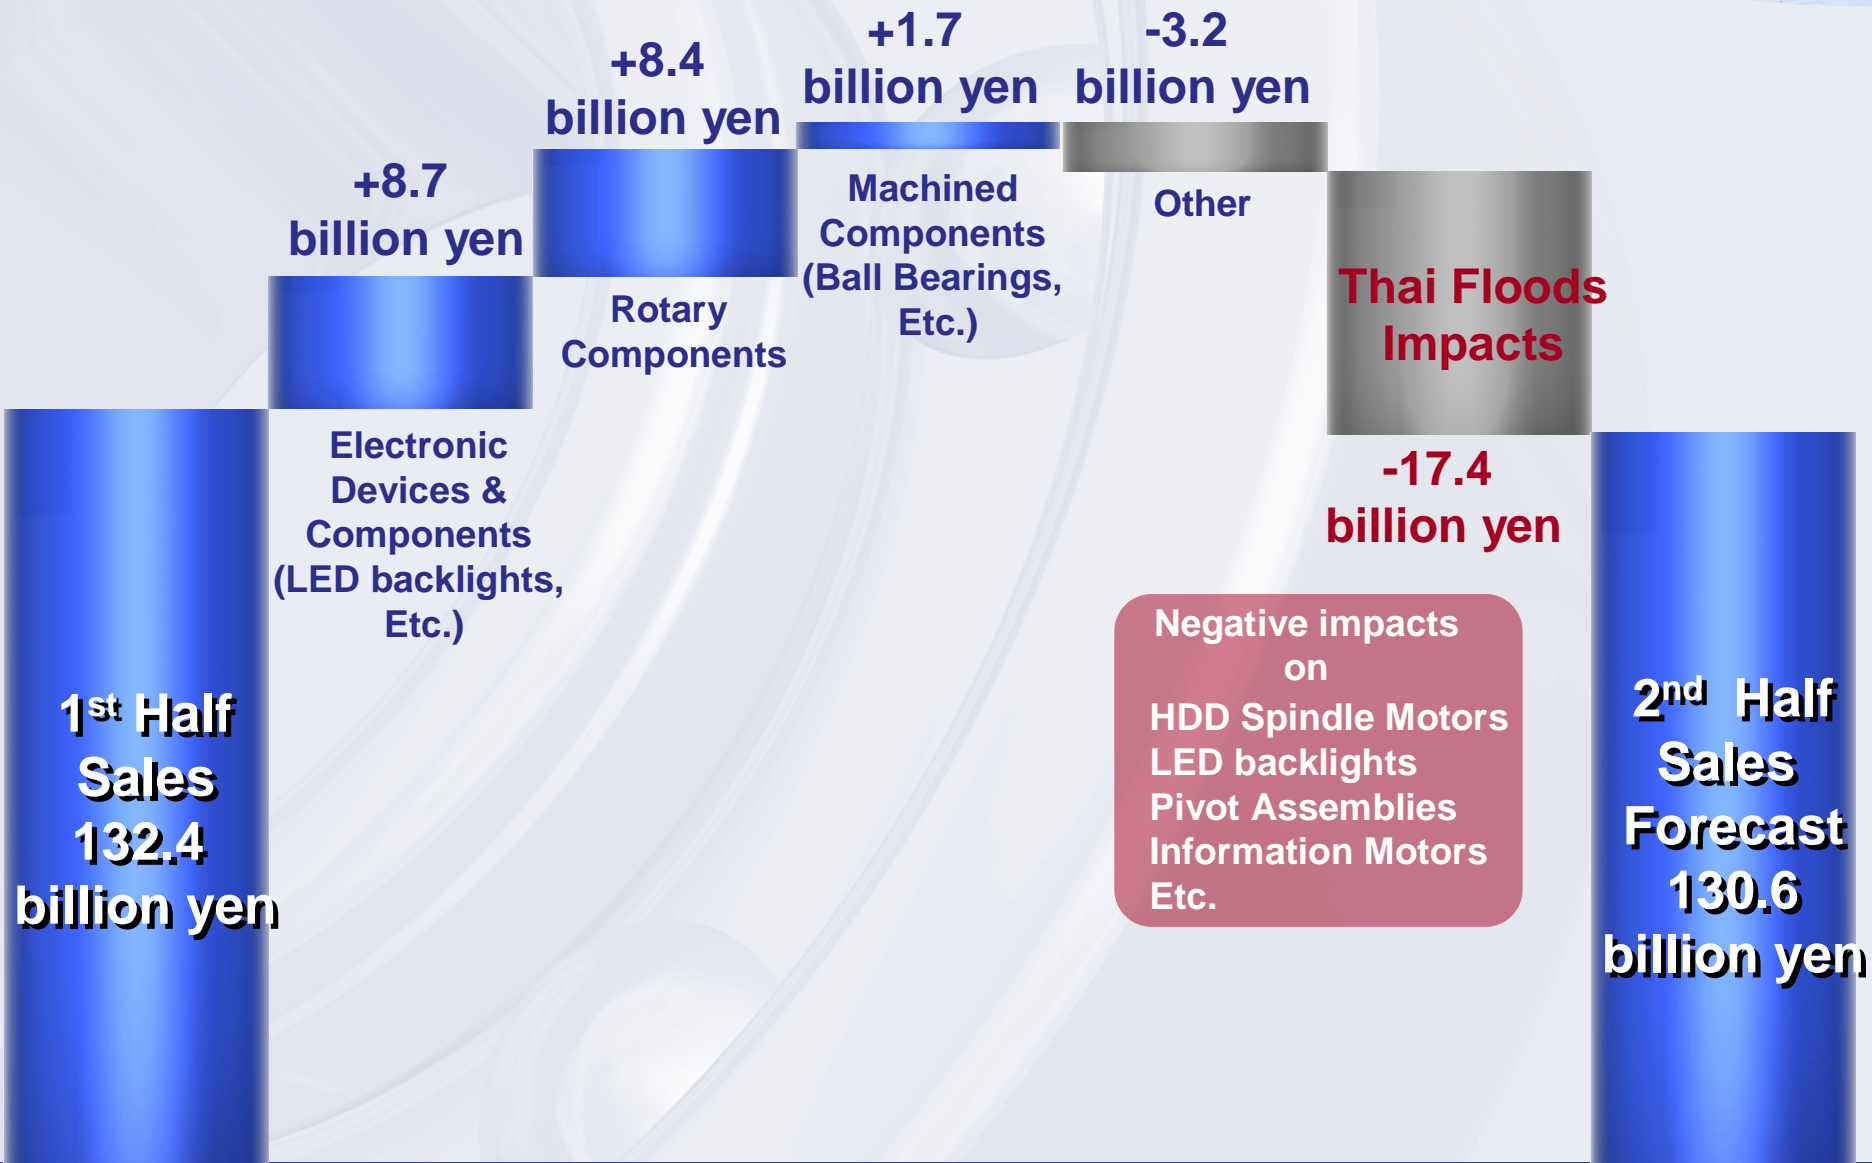 1st Half
Sales
132.4
billion yen
+8.7
billion yen
Electronic
Devices &
Components
(LED backlights,
Etc.)
+8.4
billion yen
Rotary
Components
+1.7
billion yen
Machined
Components
(Ball Bearings,
Etc.)
-3.2
billion yen
Other
Thai Floods
Impacts
-17.4
billion yen
Negative impacts
on
HDD Spindle Motors
LED backlights
Pivot Assemblies
Information Motors
Etc.
2nd Half
Sales
Forecast
130.6
billion yen